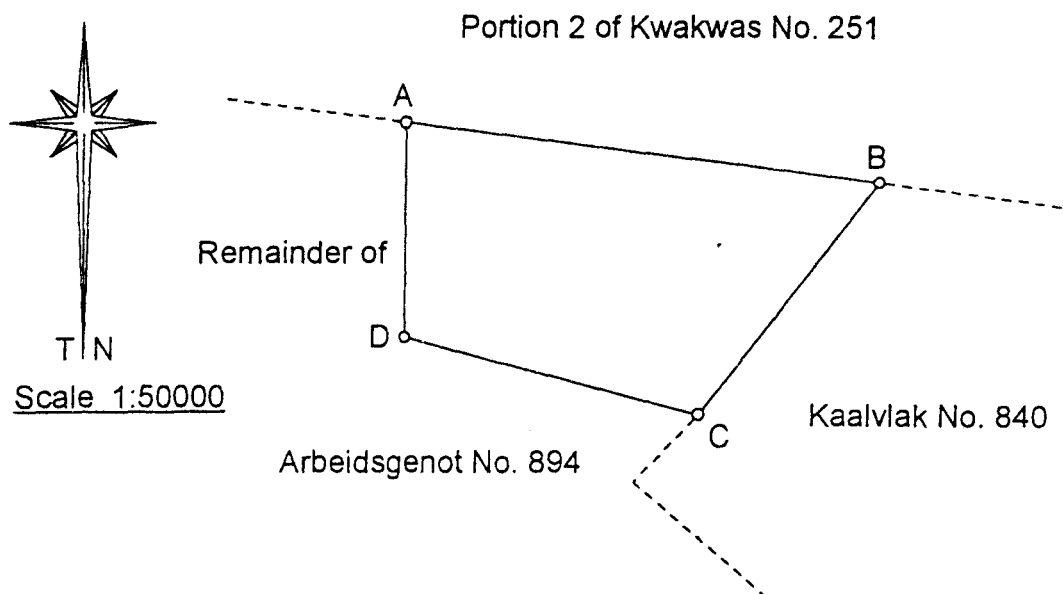 Portion 2 of Kwakwas No. 251
A
B
Remainder of
D
T N
Scale 1:50000
C
Kaalvlak No. 840
Arbeidsgenot No. 894